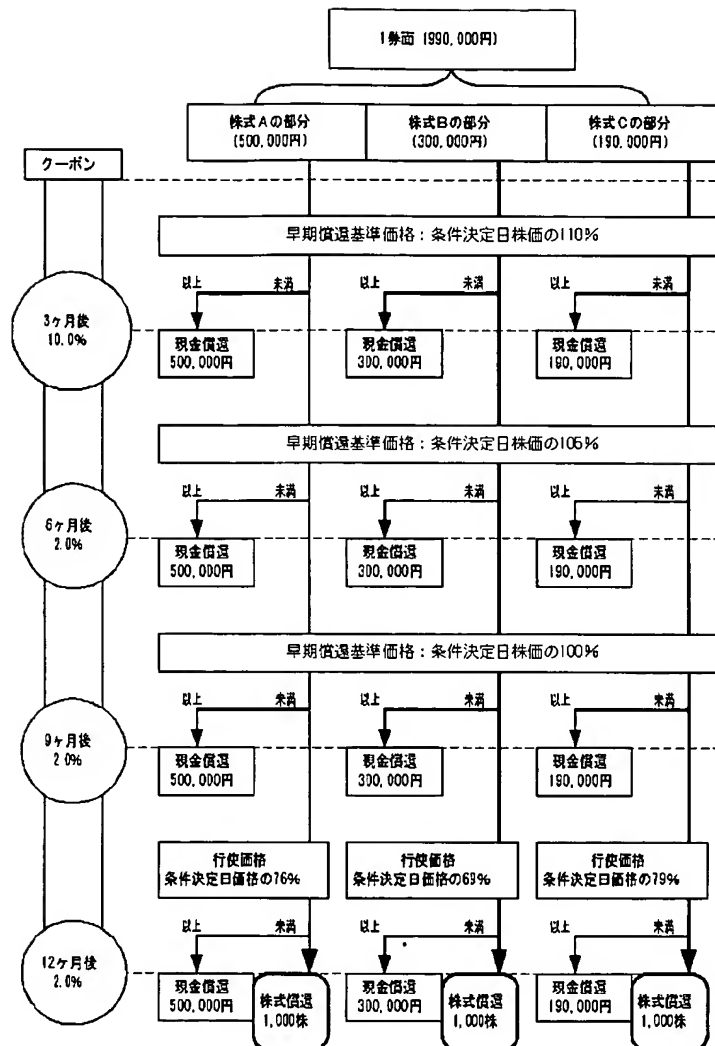 1券面(990,000円)
株式Aの部分
(500,000円)
株式Bの部分
(300,000円)
株式Cの部分
(190,000円)
クーポン
早期償還基準価格:条件決定日株価の110%
以上
未満
以上
未満
以上
未満
3ヶ月後
10.0%
現金償還
500,000円
現金償還
300,000円
現金償還
190,000円
早期償還基準価格:条件決定日株価の105%
以上
未満
以上
未満
以上
未満
6ヶ月後
2.0%
現金償還
500,000円
現金償還
300,000円
現金償還
190,000円
早期償還基準価格:条件決定日株価の100%
以上
未満
以上
未満
以上
未満
9ヶ月後
2.0%
現金償還
500,000円
現金償還
300,000円
現金償還
190,000円
行使価格
条件決定日価格の76%
行使価格
条件決定日価格の69%
行使価格
条件決定日価格の79%
以上
未満
以上
未満
以上
未満
12ヶ月後
2.0%
現金償還
500,000円
株式償還
1,000株
現金償還
300,000円
株式償還
1,000株
現金償還
190,000円
株式償還
1,000株